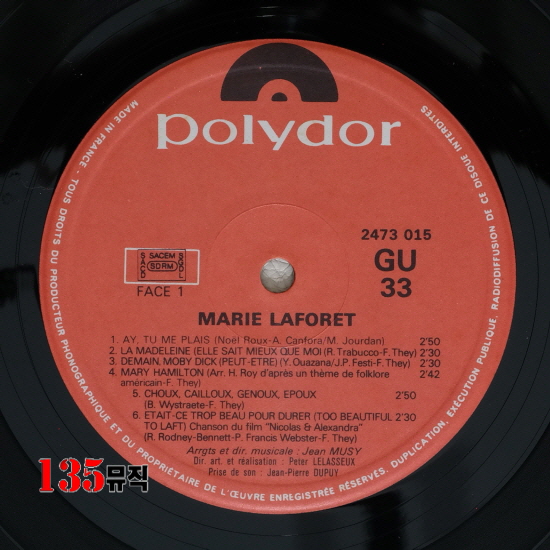 polydor
MADE IN FRANCE · TOUS DROITS DU PRODUCTEUR PHONOGRAPHIQUE ET DU PROPRIÉTAIRE DE L'ŒUVRE ENREGISTRÉE RÉSERVÉS. DUPLICATION, EXÉCUTION PUBLIQUE, RADIODIFFUSION DE CE DISQUE INTERDITES
2473 015
SACEM
SACD SDRM SGDL
GU
FACE 1
33
MARIE LAFORET
1. AY, TU ME PLAIS (Noël Roux-A. Canfora/M. Jourdan) 2'50
2. LA MADELEINE (ELLE SAIT MIEUX QUE MOI (R. Trabucco-F. They) 2'30
3. DEMAIN, MOBY DICK (PEUT-ETRE) (Y. Ouazana/J.P. Festi-F. They) 2'30
4. MARY HAMILTON (Arr. H. Roy d'après un thème de folklore 2'42
américain-F. They)
5. CHOUX, CAILLOUX, GENOUX, EPOUX 2'50
(B. Wystraete-F. They)
6. ETAIT-CE TROP BEAU POUR DURER (TOO BEAUTIFUL 2'30
TO LAFT) Chanson du film "Nicolas & Alexandra"
(R. Rodney-Bennett-P. Francis Webster-F. They)
Arrgts et dir. musicale : Jean MUSY
Dir. art. et réalisation : Peter LELASSEUX
Prise de son : Jean-Pierre DUPUY
135뮤직